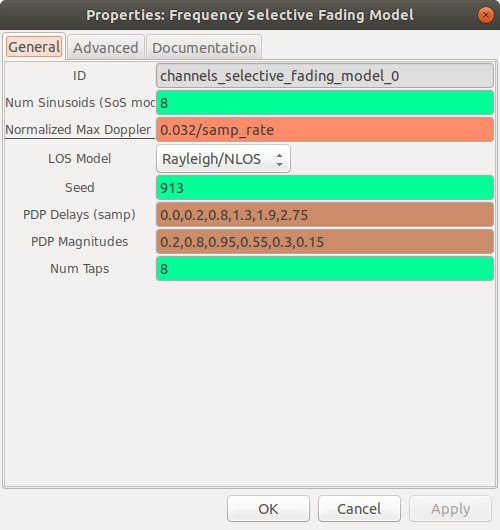 Properties: Frequency Selective Fading Model
General Advanced Documentation
ID channels_selective_fading_model_0
Num Sinusoids (SoS mod 8
Normalized Max Doppler 0.032/samp_rate
LOS Model Rayleigh/NLOS
Seed 913
PDP Delays (samp) 0.0,0.2,0.8,1.3,1.9,2.75
PDP Magnitudes 0.2,0.8,0.95,0.55,0.3,0.15
Num Taps 8
OK Cancel Apply